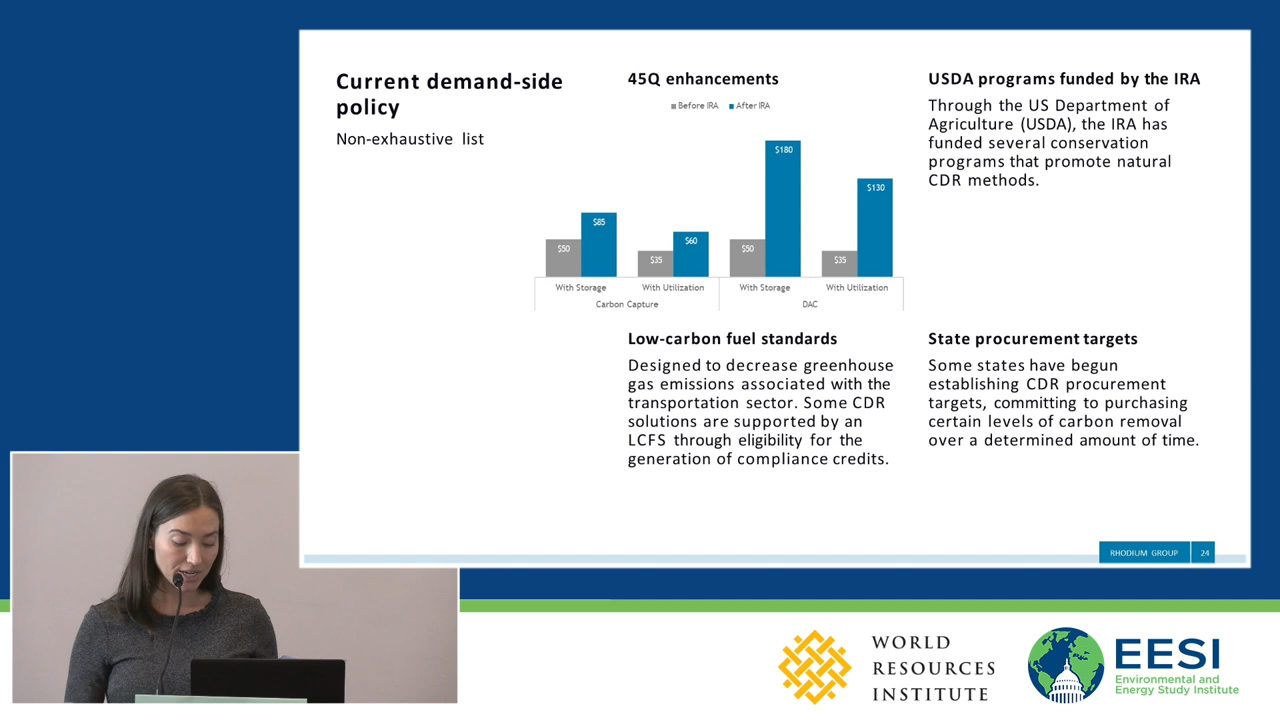 Current demand-side
policy
Non-exhaustive list
45Q enhancements
Before IRA After IRA
$50
$85
$35
$60
$50
$180
$35
$130
With Storage
With Utilization
With Storage
With Utilization
Carbon Capture
DAC
USDA programs funded by the IRA
Through the US Department of
Agriculture (USDA), the IRA has
funded several conservation
programs that promote natural
CDR methods.
Low-carbon fuel standards
Designed to decrease greenhouse
gas emissions associated with the
transportation sector. Some CDR
solutions are supported by an
LCFS through eligibility for the
generation of compliance credits.
State procurement targets
Some states have begun
establishing CDR procurement
targets, committing to purchasing
certain levels of carbon removal
over a determined amount of time.
RHODIUM GROUP 24
WORLD
RESOURCES
INSTITUTE
EESI
Environmental and
Energy Study Institute